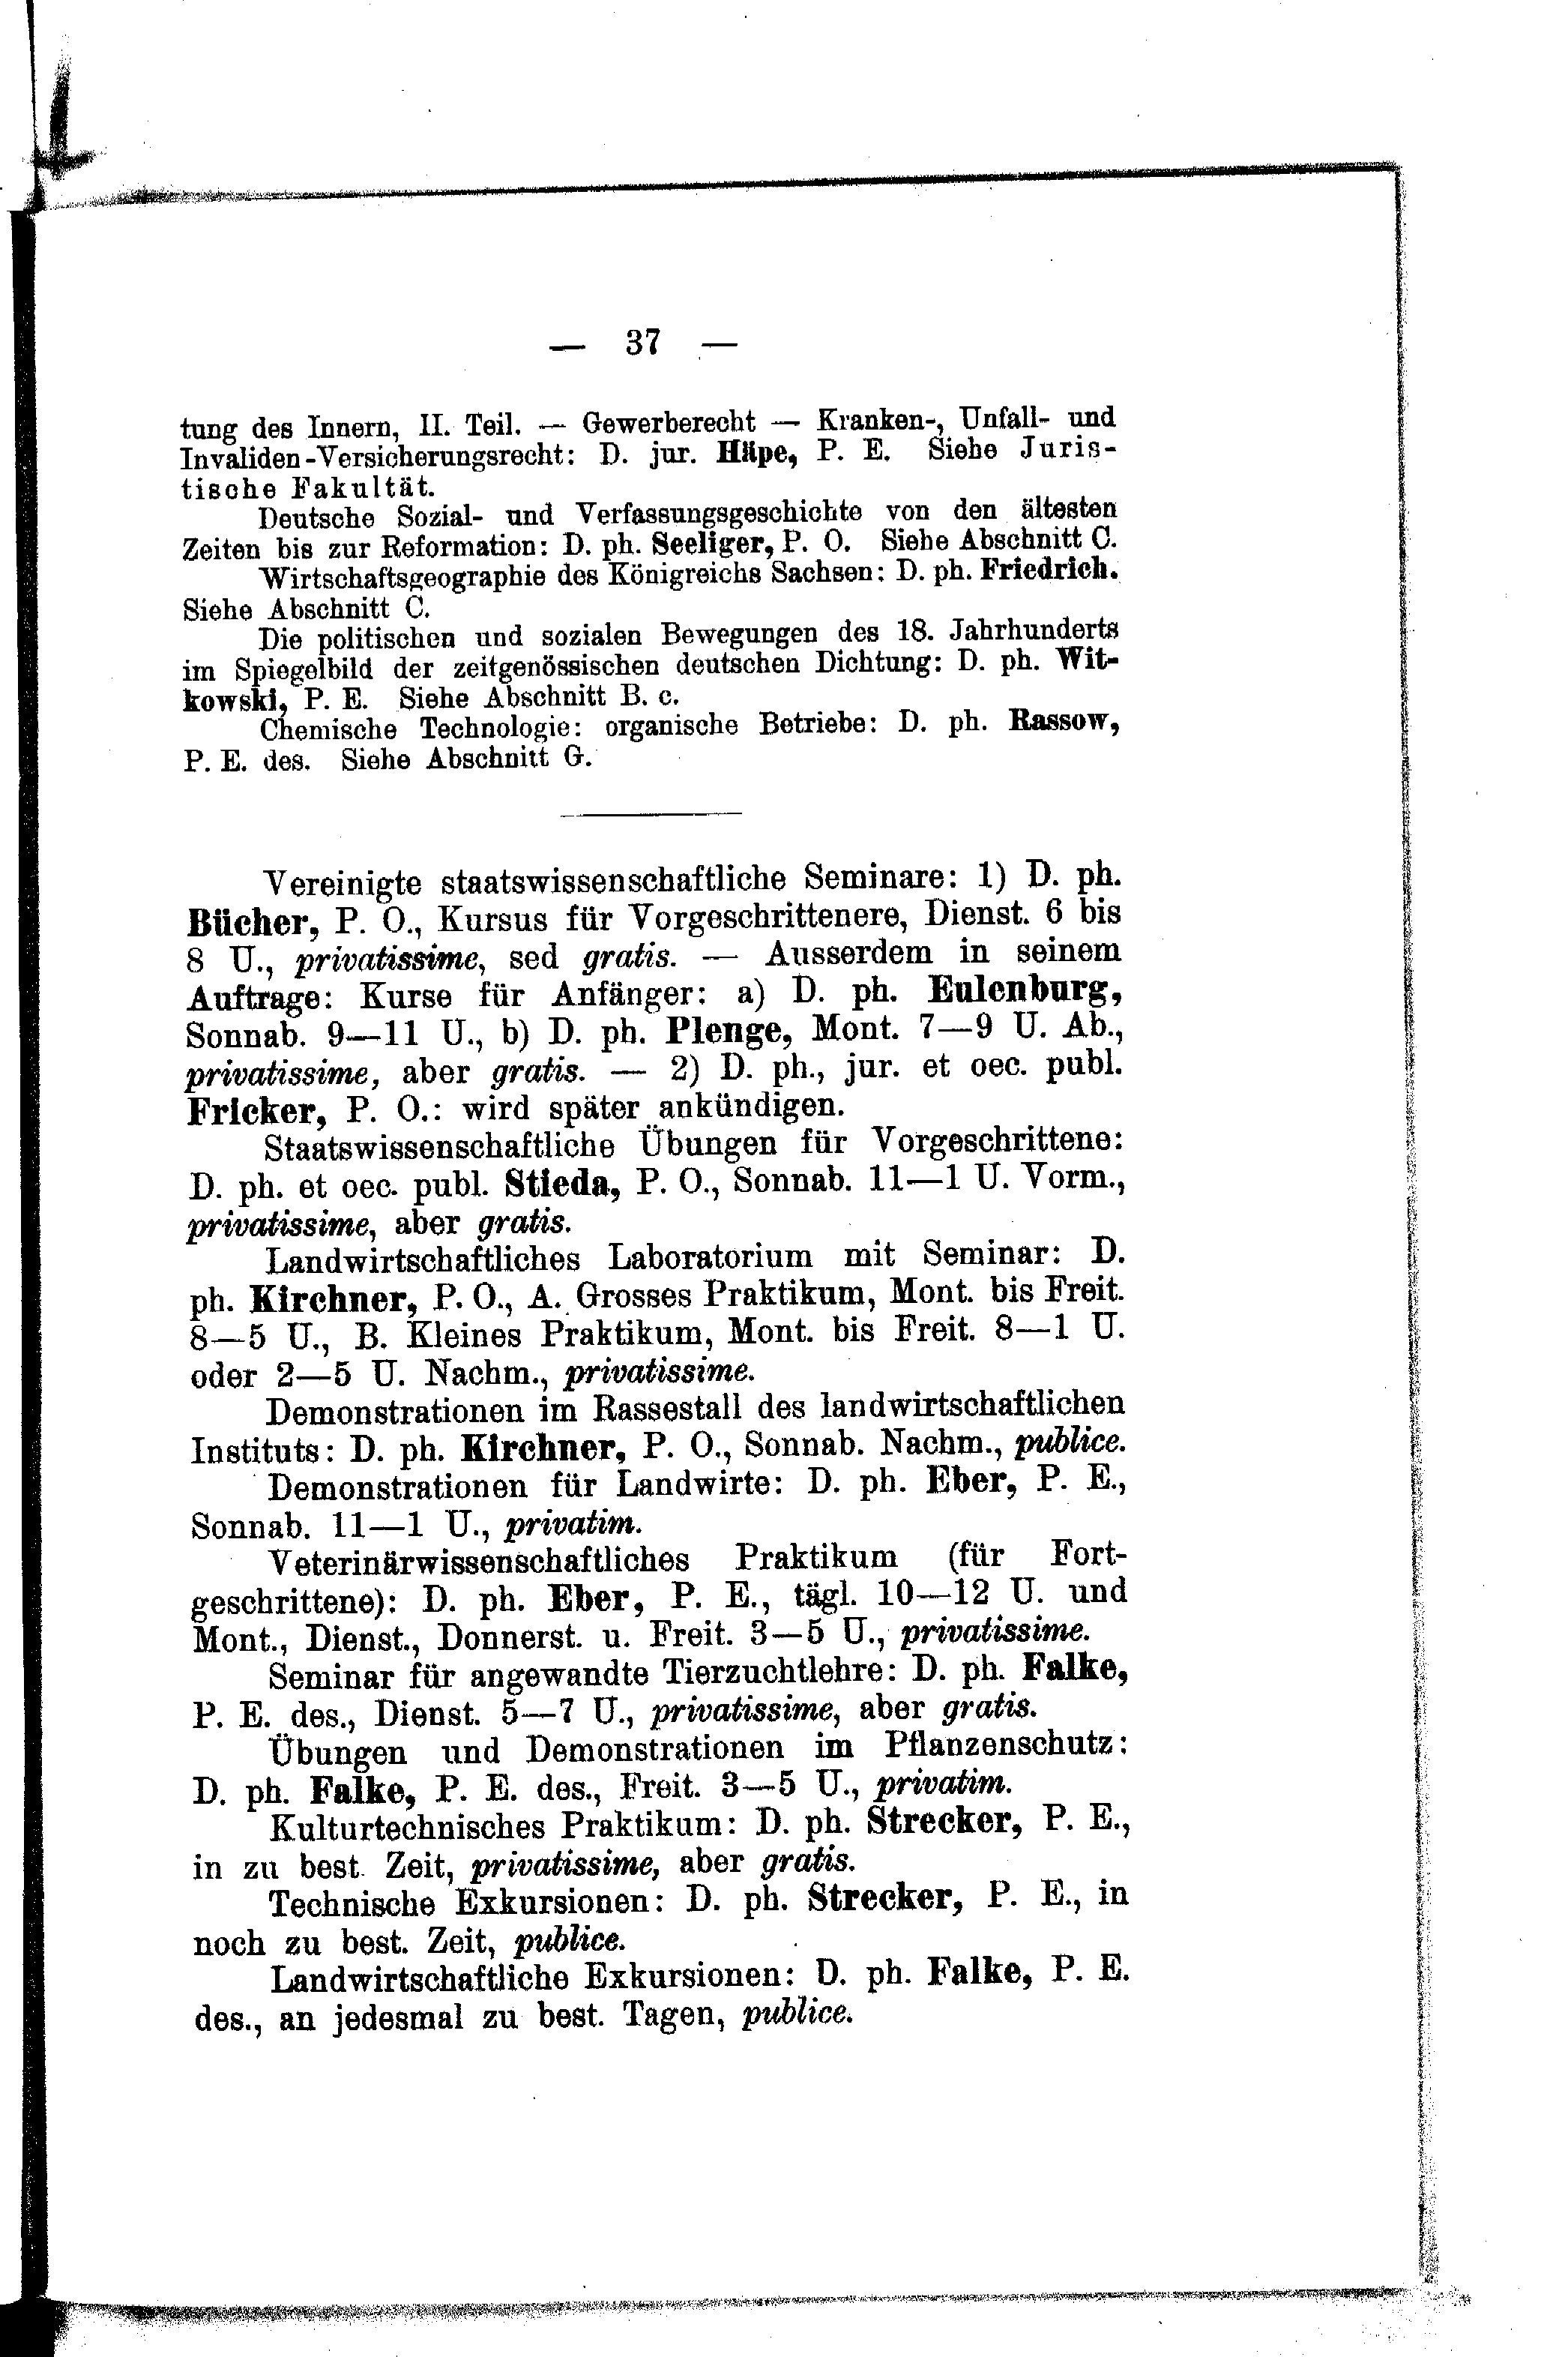 — 37 —
tung des Innern, II. Teil. — Gewerberecht — Kranken-, Unfall- und
Invaliden-Versicherungsrecht: D. jur. Häpe, P. E. Siehe Juris-
tische Fakultät.
Deutsche Sozial- und Verfassungsgeschichte von den ältesten
Zeiten bis zur Reformation: D. ph. Seeliger, P. O. Siehe Abschnitt C.
Wirtschaftsgeographie des Königreichs Sachsen: D. ph. Friedrich.
Siehe Abschnitt C.
Die politischen und sozialen Bewegungen des 18. Jahrhunderts
im Spiegelbild der zeitgenössischen deutschen Dichtung: D. ph. Wit-
kowski, P. E. Siehe Abschnitt B. c.
Chemische Technologie: organische Betriebe: D. ph. Rassow,
P. E. des. Siehe Abschnitt G.
Vereinigte staatswissenschaftliche Seminare: 1) D. ph.
Bücher, P. O., Kursus für Vorgeschrittenere, Dienst. 6 bis
8 U., privatissime, sed gratis. — Ausserdem in seinem
Auftrage: Kurse für Anfänger: a) D. ph. Eulenburg,
Sonnab. 9—11 U., b) D. ph. Plenge, Mont. 7—9 U. Ab.,
privatissime, aber gratis. — 2) D. ph., jur. et oec. publ.
Fricker, P. O.: wird später ankündigen.
Staatswissenschaftliche Übungen für Vorgeschrittene:
D. ph. et oec. publ. Stieda, P. O., Sonnab. 11—1 U. Vorm.,
privatissime, aber gratis.
Landwirtschaftliches Laboratorium mit Seminar: D.
ph. Kirchner, P. O., A. Grosses Praktikum, Mont. bis Freit.
8—5 U., B. Kleines Praktikum, Mont. bis Freit. 8—1 U.
oder 2—5 U. Nachm., privatissime.
Demonstrationen im Rassestall des landwirtschaftlichen
Instituts: D. ph. Kirchner, P. O., Sonnab. Nachm., publice.
Demonstrationen für Landwirte: D. ph. Eber, P. E.,
Sonnab. 11—1 U., privatim.
Veterinärwissenschaftliches Praktikum (für Fort-
geschrittene): D. ph. Eber, P. E., tägl. 10—12 U. und
Mont., Dienst., Donnerst. u. Freit. 3—5 U., privatissime.
Seminar für angewandte Tierzuchtlehre: D. ph. Falke,
P. E. des., Dienst. 5—7 U., privatissime, aber gratis.
Übungen und Demonstrationen im Pflanzenschutz:
D. ph. Falke, P. E. des., Freit. 3—5 U., privatim.
Kulturtechnisches Praktikum: D. ph. Strecker, P. E.,
in zu best. Zeit, privatissime, aber gratis.
Technische Exkursionen: D. ph. Strecker, P. E., in
noch zu best. Zeit, publice.
Landwirtschaftliche Exkursionen: D. ph. Falke, P. E.
des., an jedesmal zu best. Tagen, publice.